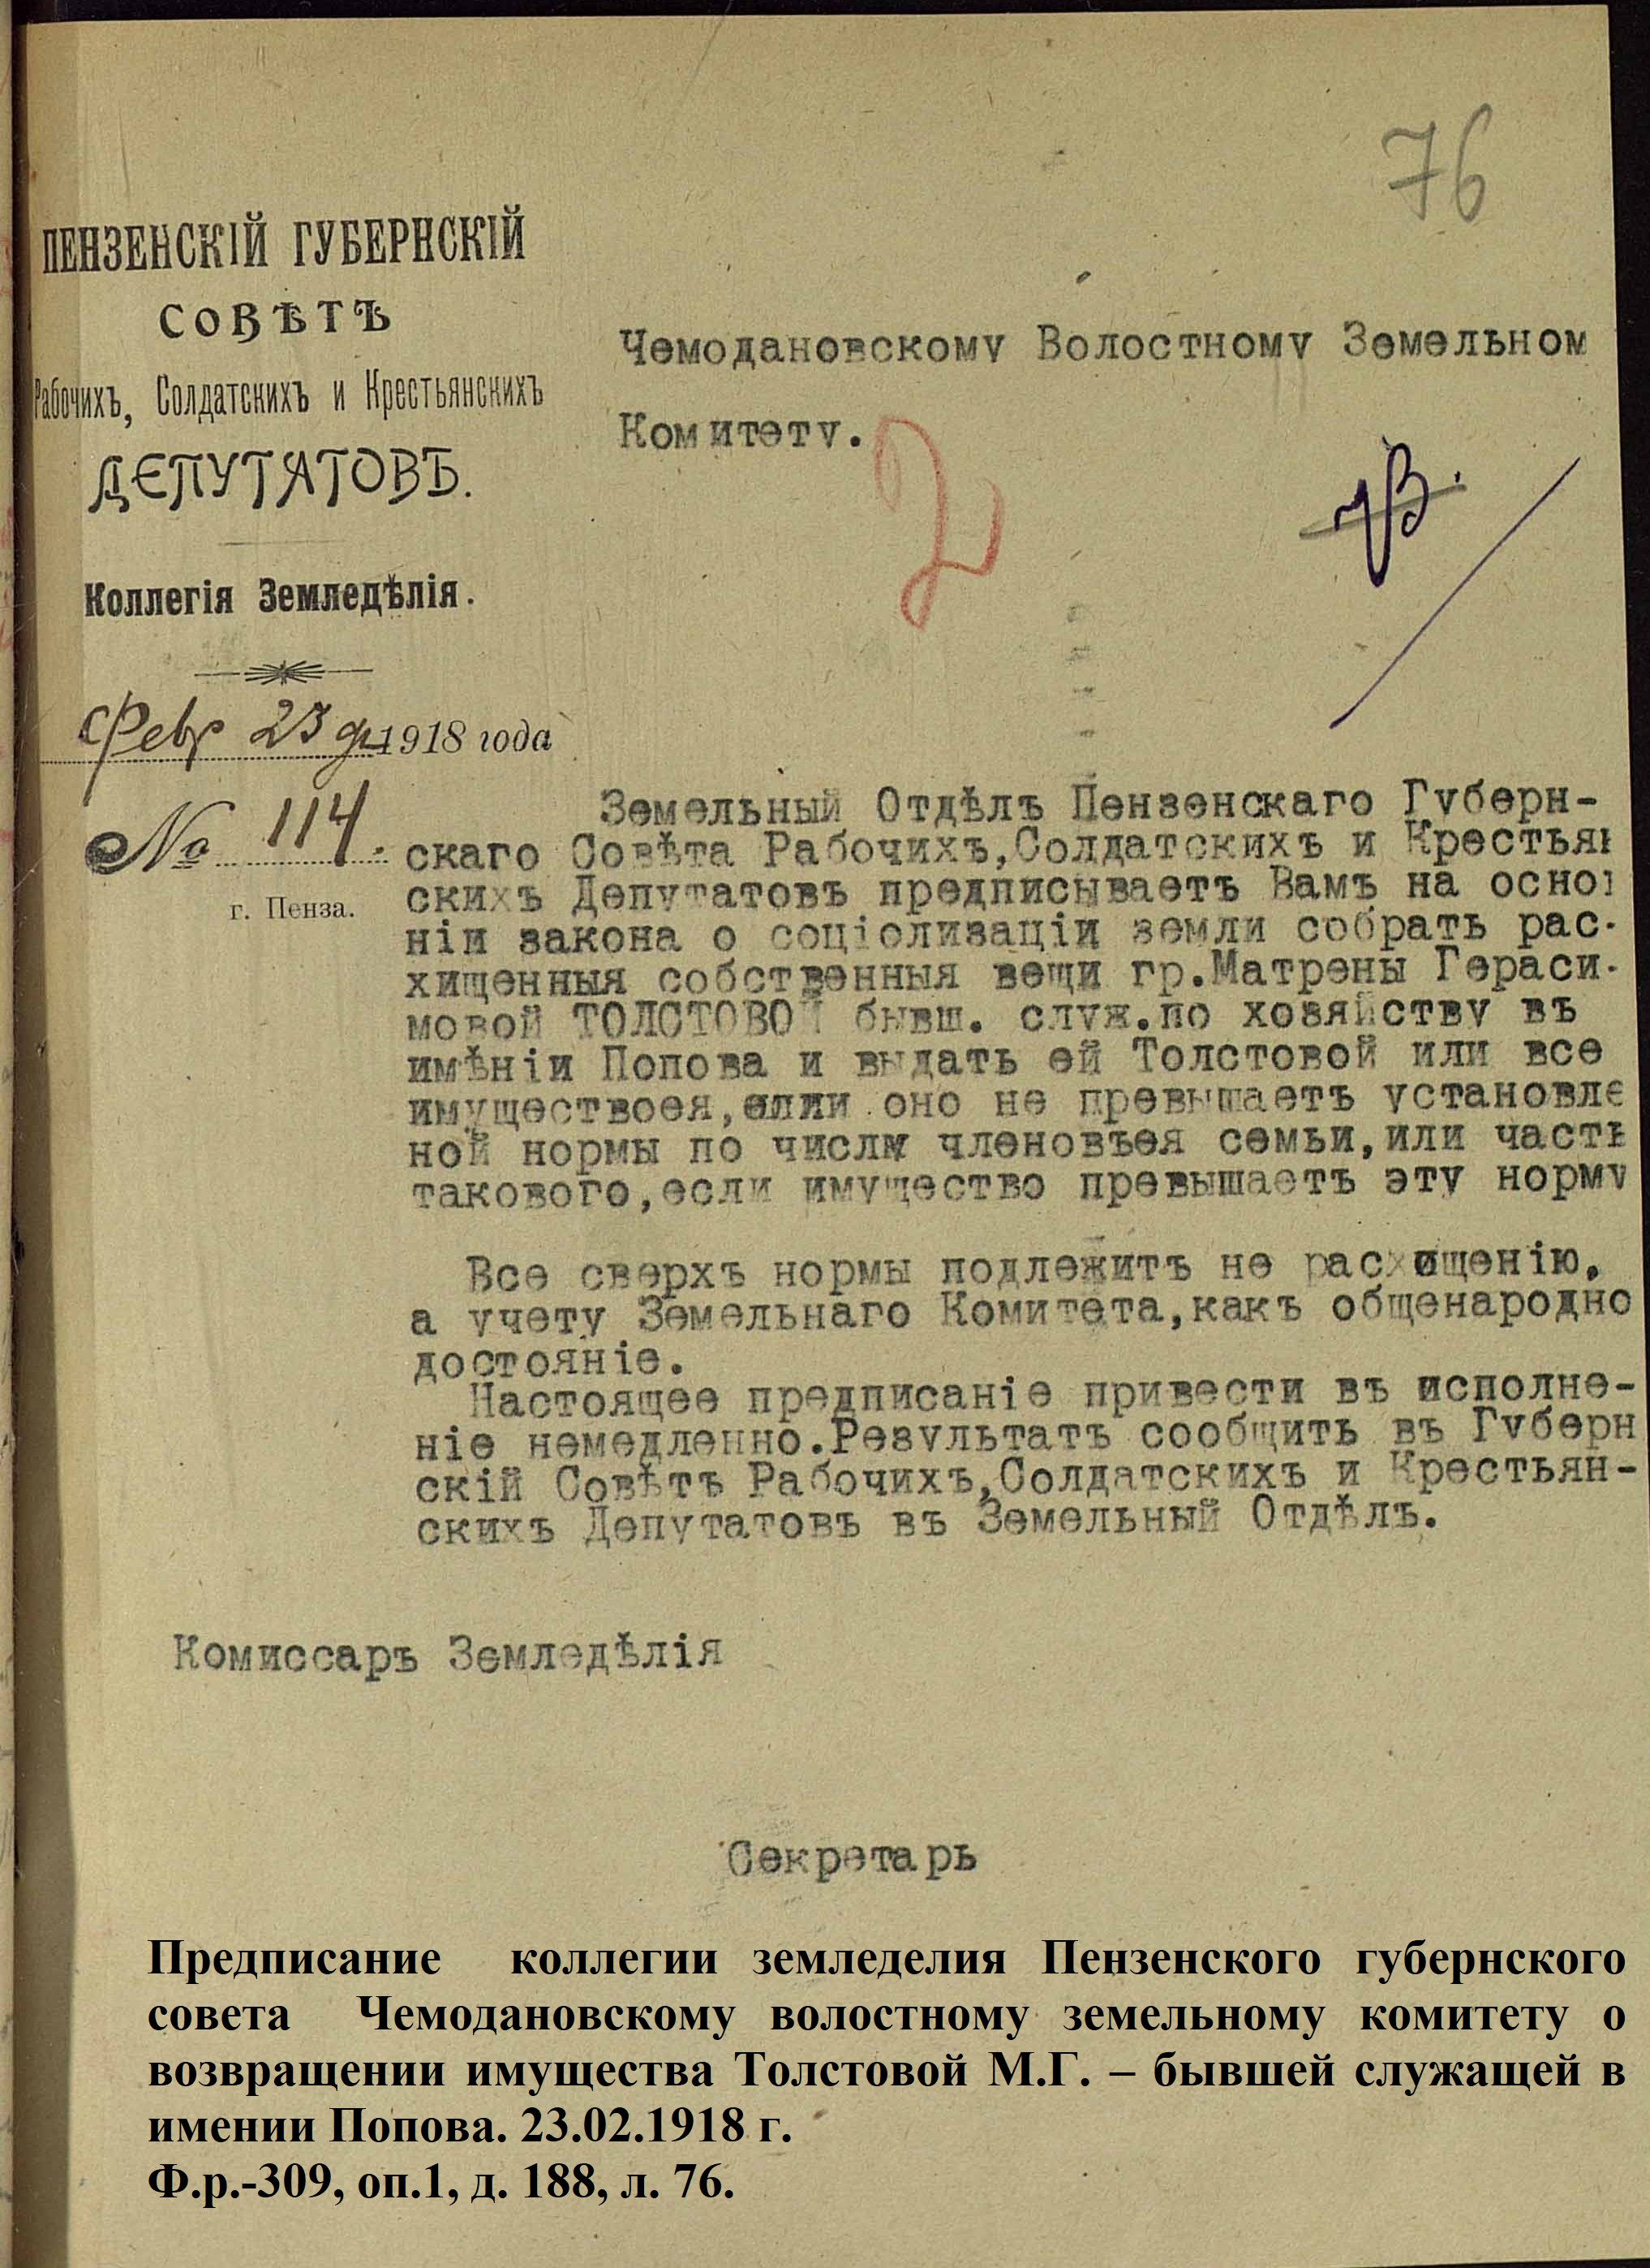 76
ПЕНЗЕНСКІЙ ГУБЕРНСКІЙ
СОВѢТЪ
Рабочихъ, Солдатскихъ и Крестьянскихъ
ДЕПУТАТОВЪ.
Коллегія Земледѣлія.
Февр 23 дн 1918 года
№ 114.
г. Пенза.
Чемодановскому Волостному Земельном
Комитету.
2
Земельный Отдѣлъ Пензенскаго Губерн-
скаго Совѣта Рабочихъ,Солдатскихъ и Крестьян
скихъ Депутатовъ предписываетъ Вамъ на основ
ніи закона о соціолизаціи земли собрать рас-
хищенныя собственныя вещи гр.Матрены Гераси-
мовой ТОЛСТОВОЙ бывш. служ.по хозяйству въ
имѣніи Попова и выдать ей Толстовой или все
имуществоея,если оно не превышаетъ установле
ной нормы по числу членовъея семьи,или часть
такового,если имущество превышаетъ эту норму
Все сверхъ нормы подлежитъ не расхищенію,
а учету Земельнаго Комитета,какъ общенародно
достояніе.
Настоящее предписаніе привести въ исполне-
ніе немедленно.Результатъ сообщить въ Губерн
скій Совѣтъ Рабочихъ,Солдатскихъ и Крестьян-
скихъ Депутатовъ въ Земельный Отдѣлъ.
Комиссаръ Земледѣлія
Секретарь
Предписание коллегии земледелия Пензенского губернского
совета Чемодановскому волостному земельному комитету о
возвращении имущества Толстовой М.Г. – бывшей служащей в
имении Попова. 23.02.1918 г.
Ф.р.-309, оп.1, д. 188, л. 76.